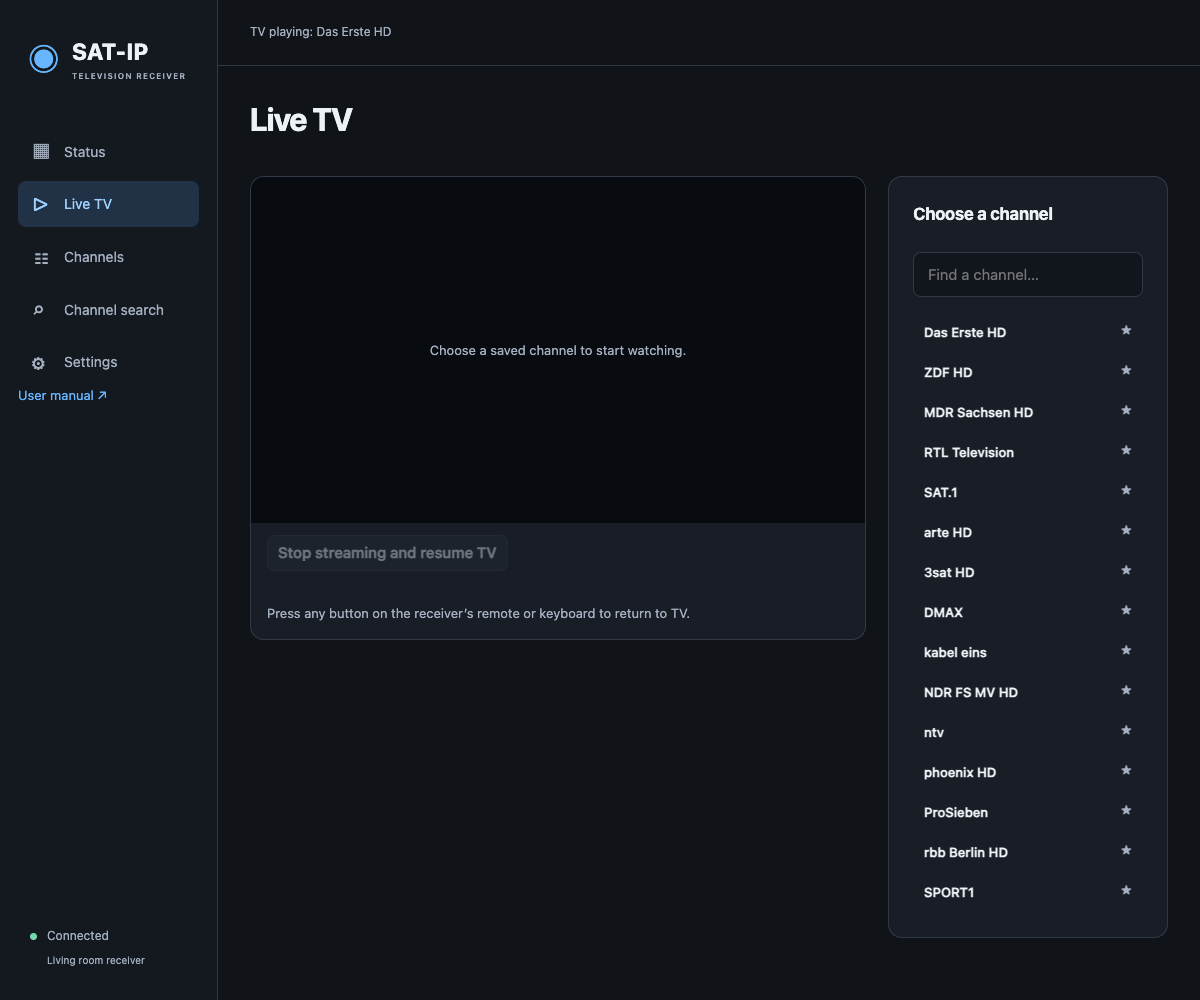 SAT-IP
TELEVISION RECEIVER
Status
Live TV
Channels
Channel search
Settings
User manual ↗
Connected
Living room receiver
TV playing: Das Erste HD
Live TV
Choose a saved channel to start watching.
Stop streaming and resume TV
Press any button on the receiver’s remote or keyboard to return to TV.
Choose a channel
Find a channel...
Das Erste HD ★
ZDF HD ★
MDR Sachsen HD ★
RTL Television ★
SAT.1 ★
arte HD ★
3sat HD ★
DMAX ★
kabel eins ★
NDR FS MV HD ★
ntv ★
phoenix HD ★
ProSieben ★
rbb Berlin HD ★
SPORT1 ★